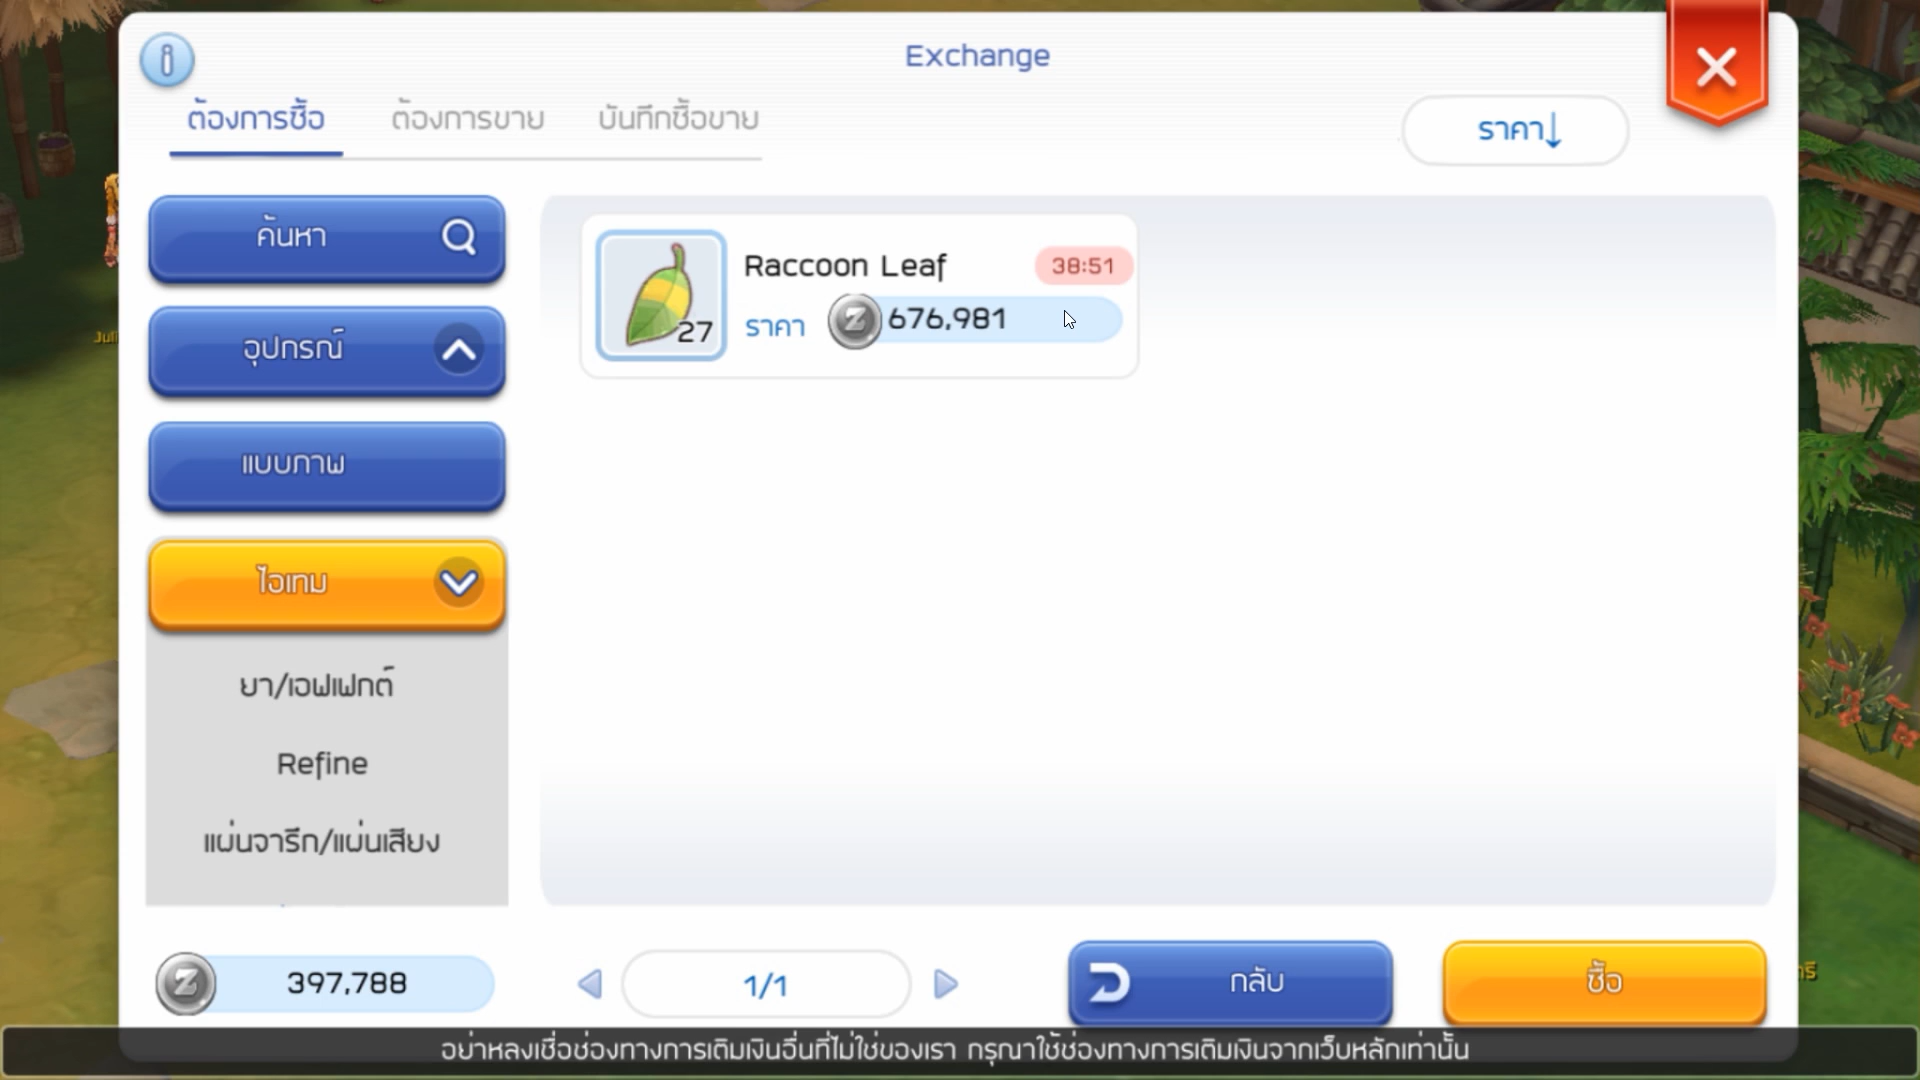 Exchange
ต้องการซื้อ
ต้องการขาย
บันทึกซื้อขาย
ราคา↓
ค้นหา
อุปกรณ์
แบบภาพ
ไอเทม
ยา/เอฟเฟกต์
Refine
แผ่นจารึก/แผ่นเสียง
Raccoon Leaf
38:51
27
ราคา
676,981
397,788
1/1
กลับ
ซื้อ
อย่าหลงเชื่อช่องทางการเติมเงินอื่นที่ไม่ใช่ของเรา กรุณาใช้ช่องทางการเติมเงินจากเว็บหลักเท่านั้น